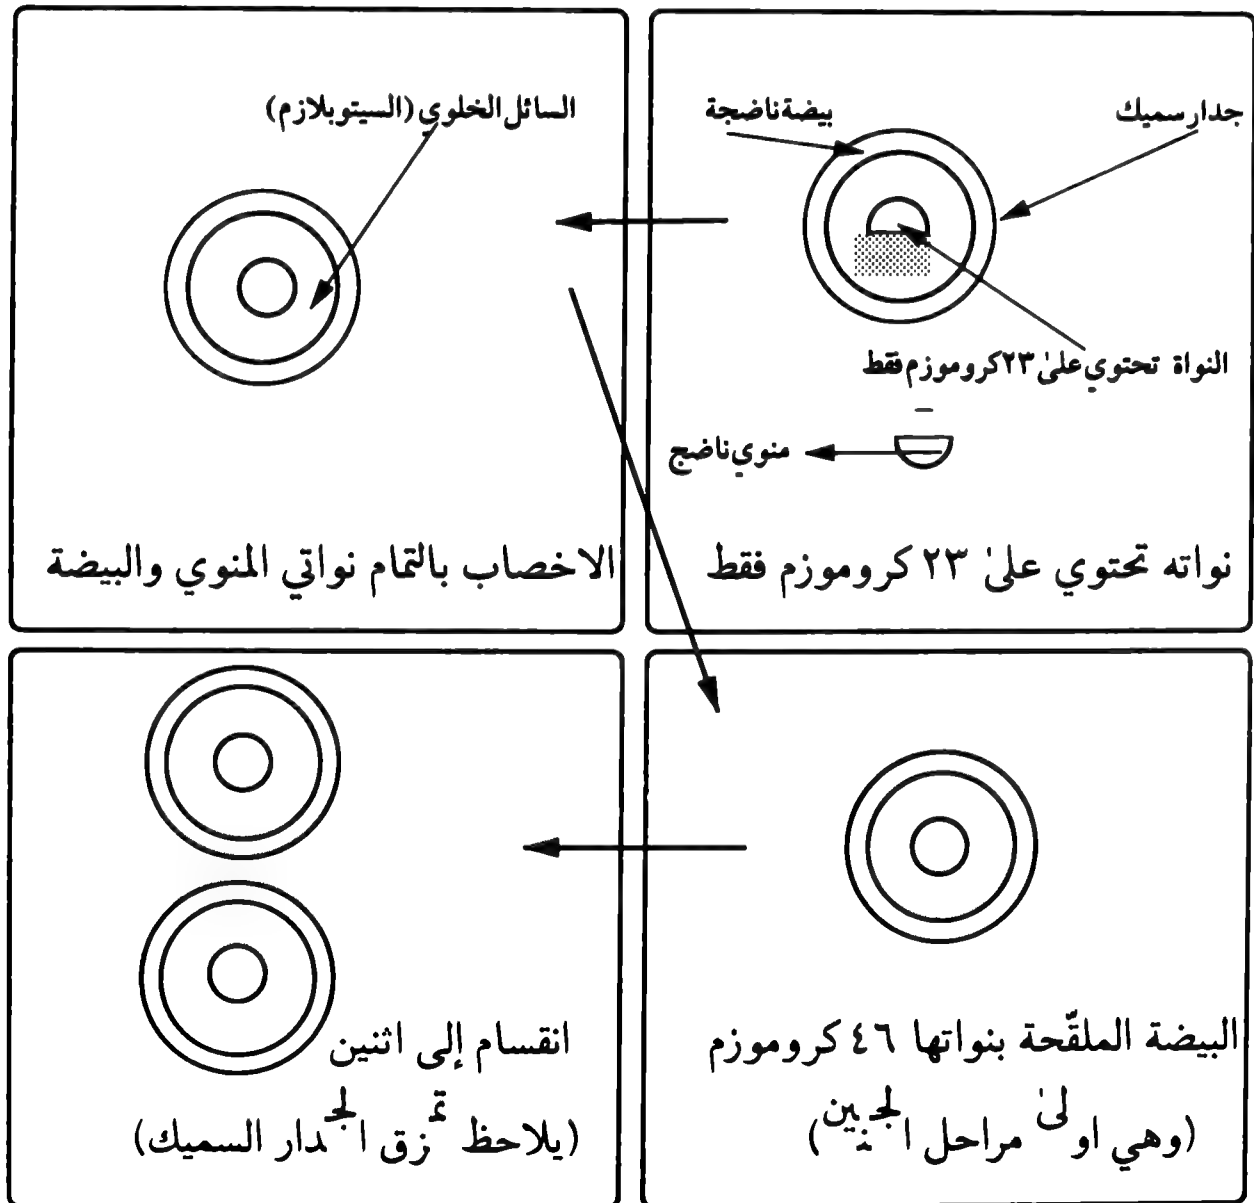 جدار سميك
بيضة ناضجة
النواة تحتوي علىٰ ٢٣ كروموزم فقط
منوي ناضج
نواته تحتوي علىٰ ٢٣ كروموزم فقط
السائل الخلوي (السيتوبلازم)
الاخصاب بالتمام نواتي المنوي والبيضة
البيضة الملقّحة بنواتها ٤٦ كروموزم
(وهي اولىٰ مراحل الجنين)
انقسام إلى اثنين
(يلاحظ تمزق الجدار السميك)